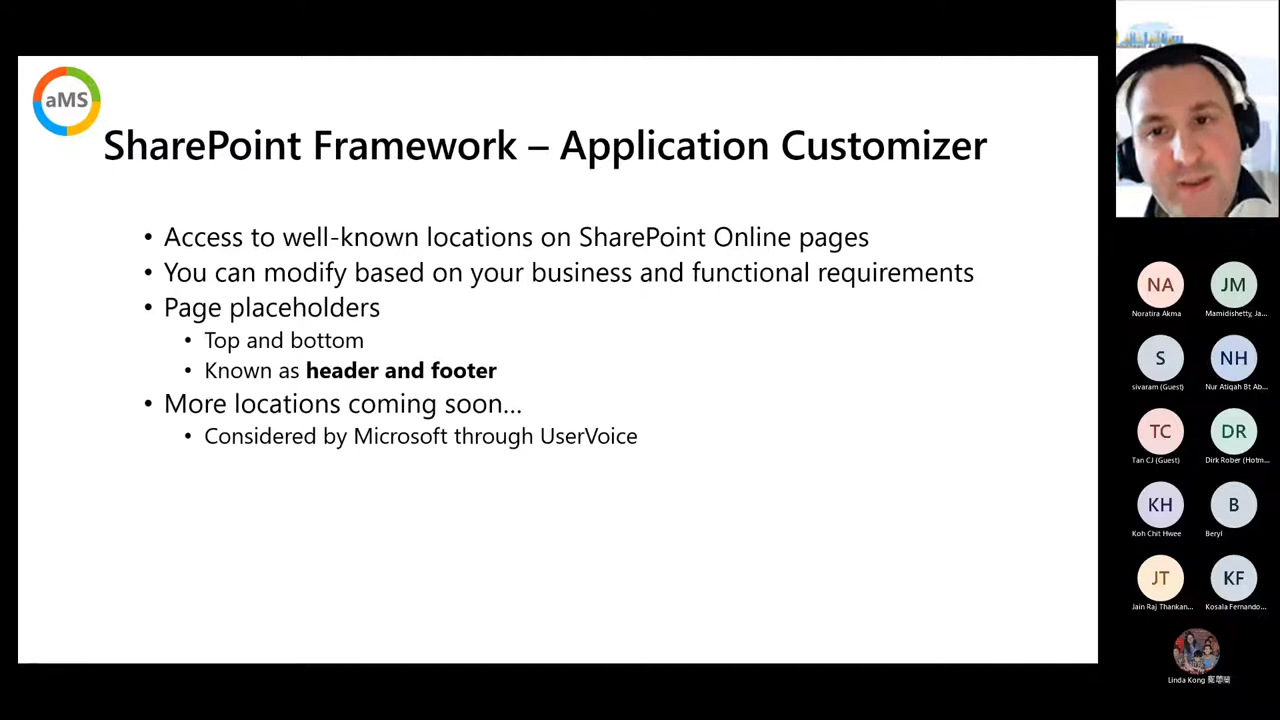 aMS
SharePoint Framework – Application Customizer
• Access to well-known locations on SharePoint Online pages
• You can modify based on your business and functional requirements
• Page placeholders
• Top and bottom
• Known as header and footer
• More locations coming soon...
• Considered by Microsoft through UserVoice
NA
JM
Noratira Akma
Mamidishetty, Ja...
S
NH
sivaram (Guest)
Nur Atiqah Bt Ab...
TC
DR
Tan CJ (Guest)
Dirk Rober (Hotm...
KH
B
Koh Chit Hwee
Beryl
JT
KF
Jain Raj Thankan...
Kosala Fernando...
Linda Kong